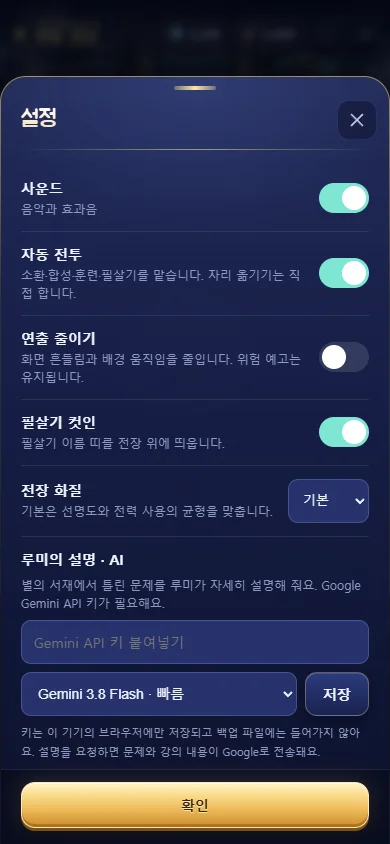 설정
사운드
음악과 효과음
자동 전투
소환·합성·훈련·필살기를 맡습니다. 자리 옮기기는 직
접 합니다.
연출 줄이기
화면 흔들림과 배경 움직임을 줄입니다. 위험 예고는
유지됩니다.
필살기 컷인
필살기 이름 띠를 전장 위에 띄웁니다.
전장 화질
기본은 선명도와 전력 사용의 균형을 맞춥니다.
기본
루미의 설명 · AI
별의 서재에서 틀린 문제를 루미가 자세히 설명해 줘요. Google
Gemini API 키가 필요해요.
Gemini API 키 붙여넣기
Gemini 3.8 Flash · 빠름
저장
키는 이 기기의 브라우저에만 저장되고 백업 파일에는 들어가지 않아
요. 설명을 요청하면 문제와 강의 내용이 Google로 전송돼요.
확인